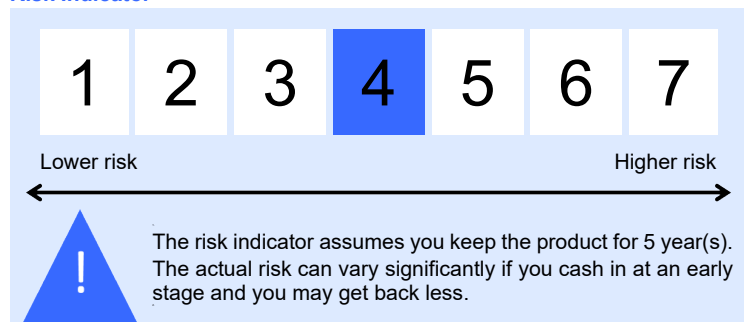 Risk Indicator
1 2 3 4 5 6 7
Lower risk Higher risk
!
The risk indicator assumes you keep the product for 5 year(s).
The actual risk can vary significantly if you cash in at an early
stage and you may get back less.